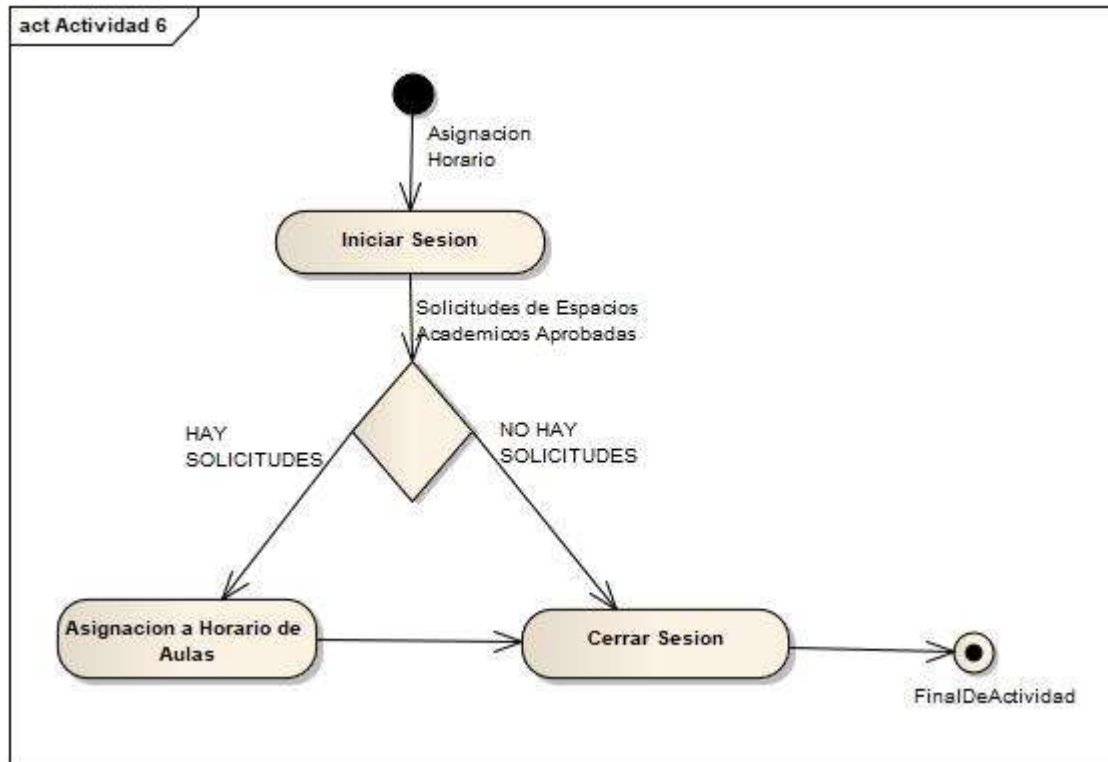 act Actividad 6
Asignacion
Horario
Iniciar Sesion
Solicitudes de Espacios
Academicos Aprobadas
HAY
SOLICITUDES
NO HAY
SOLICITUDES
Asignacion a Horario de
Aulas
Cerrar Sesion
FinalDeActividad